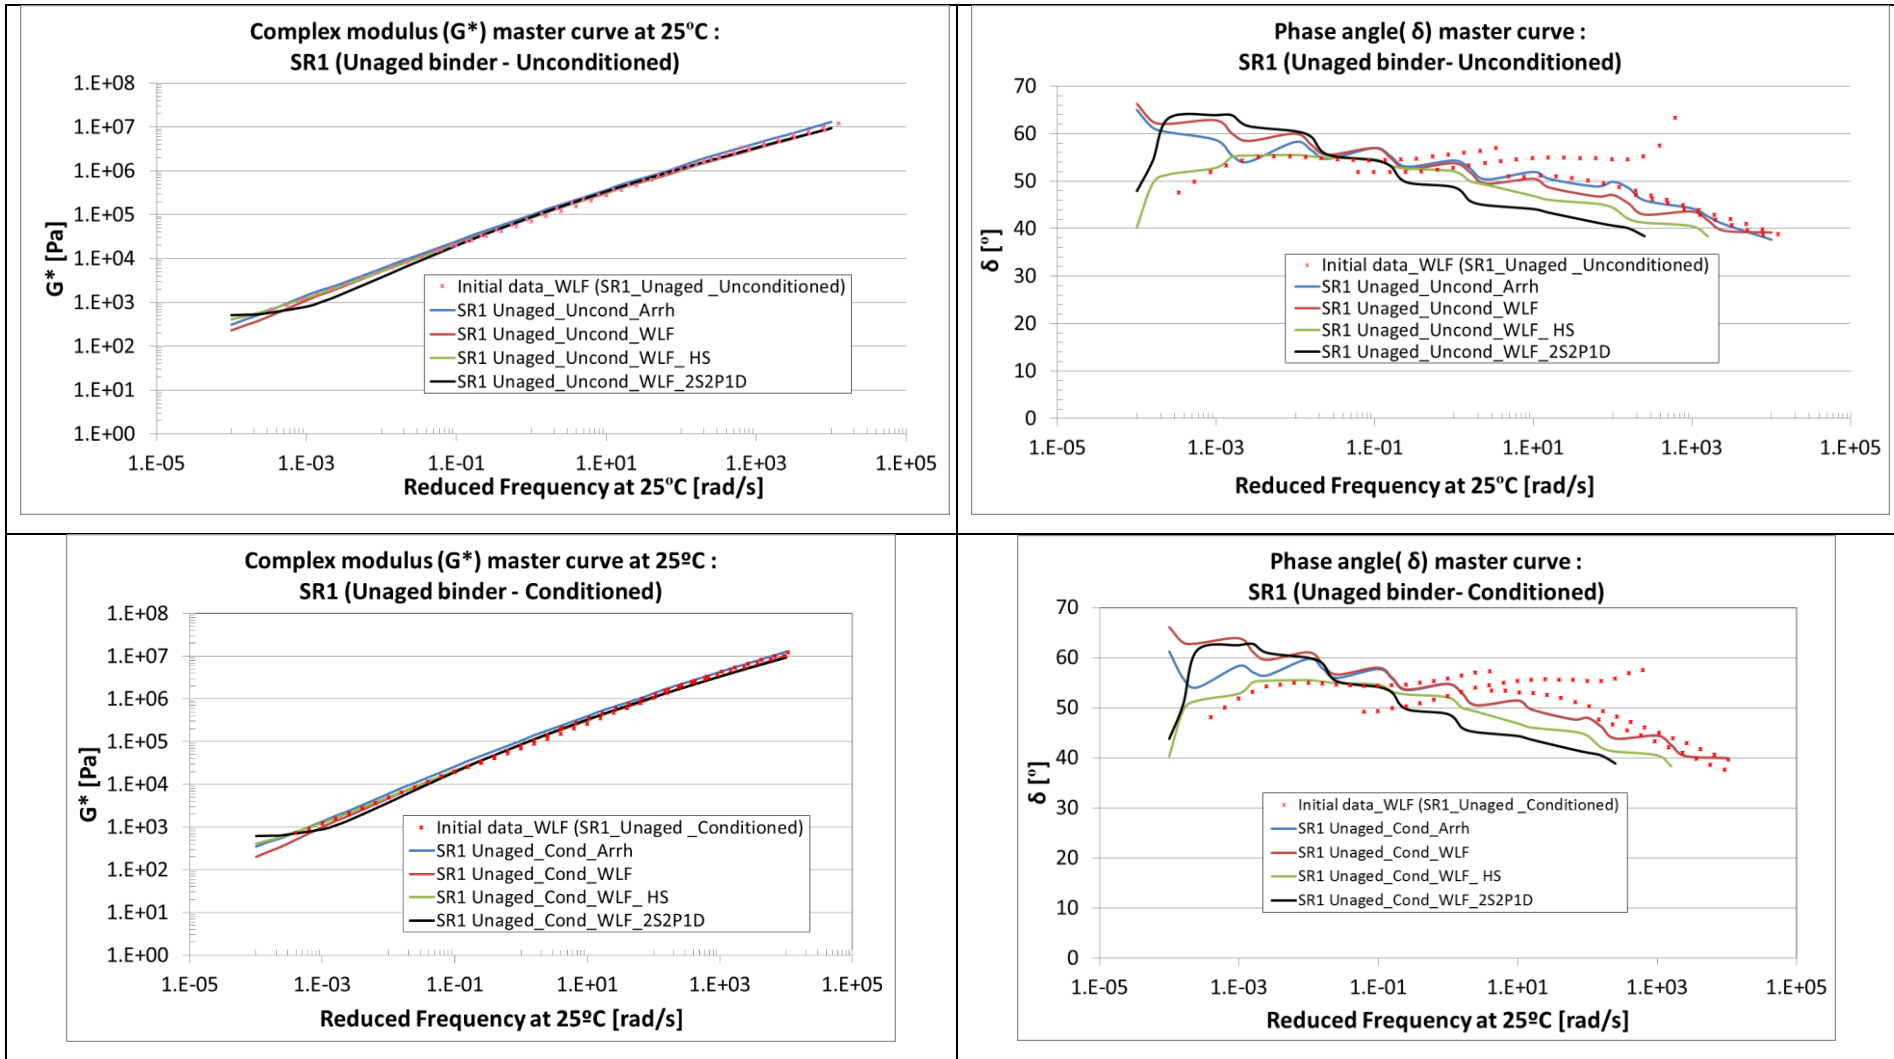 Complex modulus (G*) master curve at 25°C :
SR1 (Unaged binder - Unconditioned)
1.E+08
1.E+07
1.E+06
1.E+05
1.E+04
1.E+03
1.E+02
1.E+01
1.E+00
G* [Pa]
1.E-05
1.E-03
1.E-01
1.E+01
1.E+03
1.E+05
Reduced Frequency at 25°C [rad/s]
Initial data_WLF (SR1_Unaged _Unconditioned)
SR1 Unaged_Uncond_Arrh
SR1 Unaged_Uncond_WLF
SR1 Unaged_Uncond_WLF_ HS
SR1 Unaged_Uncond_WLF_2S2P1D
Phase angle( δ) master curve :
SR1 (Unaged binder- Unconditioned)
70
60
50
40
30
20
10
0
δ [°]
1.E-05
1.E-03
1.E-01
1.E+01
1.E+03
1.E+05
Reduced Frequency at 25°C [rad/s]
Initial data_WLF (SR1_Unaged _Unconditioned)
SR1 Unaged_Uncond_Arrh
SR1 Unaged_Uncond_WLF
SR1 Unaged_Uncond_WLF_ HS
SR1 Unaged_Uncond_WLF_2S2P1D
Complex modulus (G*) master curve at 25ºC :
SR1 (Unaged binder - Conditioned)
1.E+08
1.E+07
1.E+06
1.E+05
1.E+04
1.E+03
1.E+02
1.E+01
1.E+00
G* [Pa]
1.E-05
1.E-03
1.E-01
1.E+01
1.E+03
1.E+05
Reduced Frequency at 25ºC [rad/s]
Initial data_WLF (SR1_Unaged _Conditioned)
SR1 Unaged_Cond_Arrh
SR1 Unaged_Cond_WLF
SR1 Unaged_Cond_WLF_ HS
SR1 Unaged_Cond_WLF_2S2P1D
Phase angle( δ) master curve :
SR1 (Unaged binder- Conditioned)
70
60
50
40
30
20
10
0
δ [º]
1.E-05
1.E-03
1.E-01
1.E+01
1.E+03
1.E+05
Reduced Frequency at 25ºC [rad/s]
Initial data_WLF (SR1_Unaged _Conditioned)
SR1 Unaged_Cond_Arrh
SR1 Unaged_Cond_WLF
SR1 Unaged_Cond_WLF_ HS
SR1 Unaged_Cond_WLF_2S2P1D